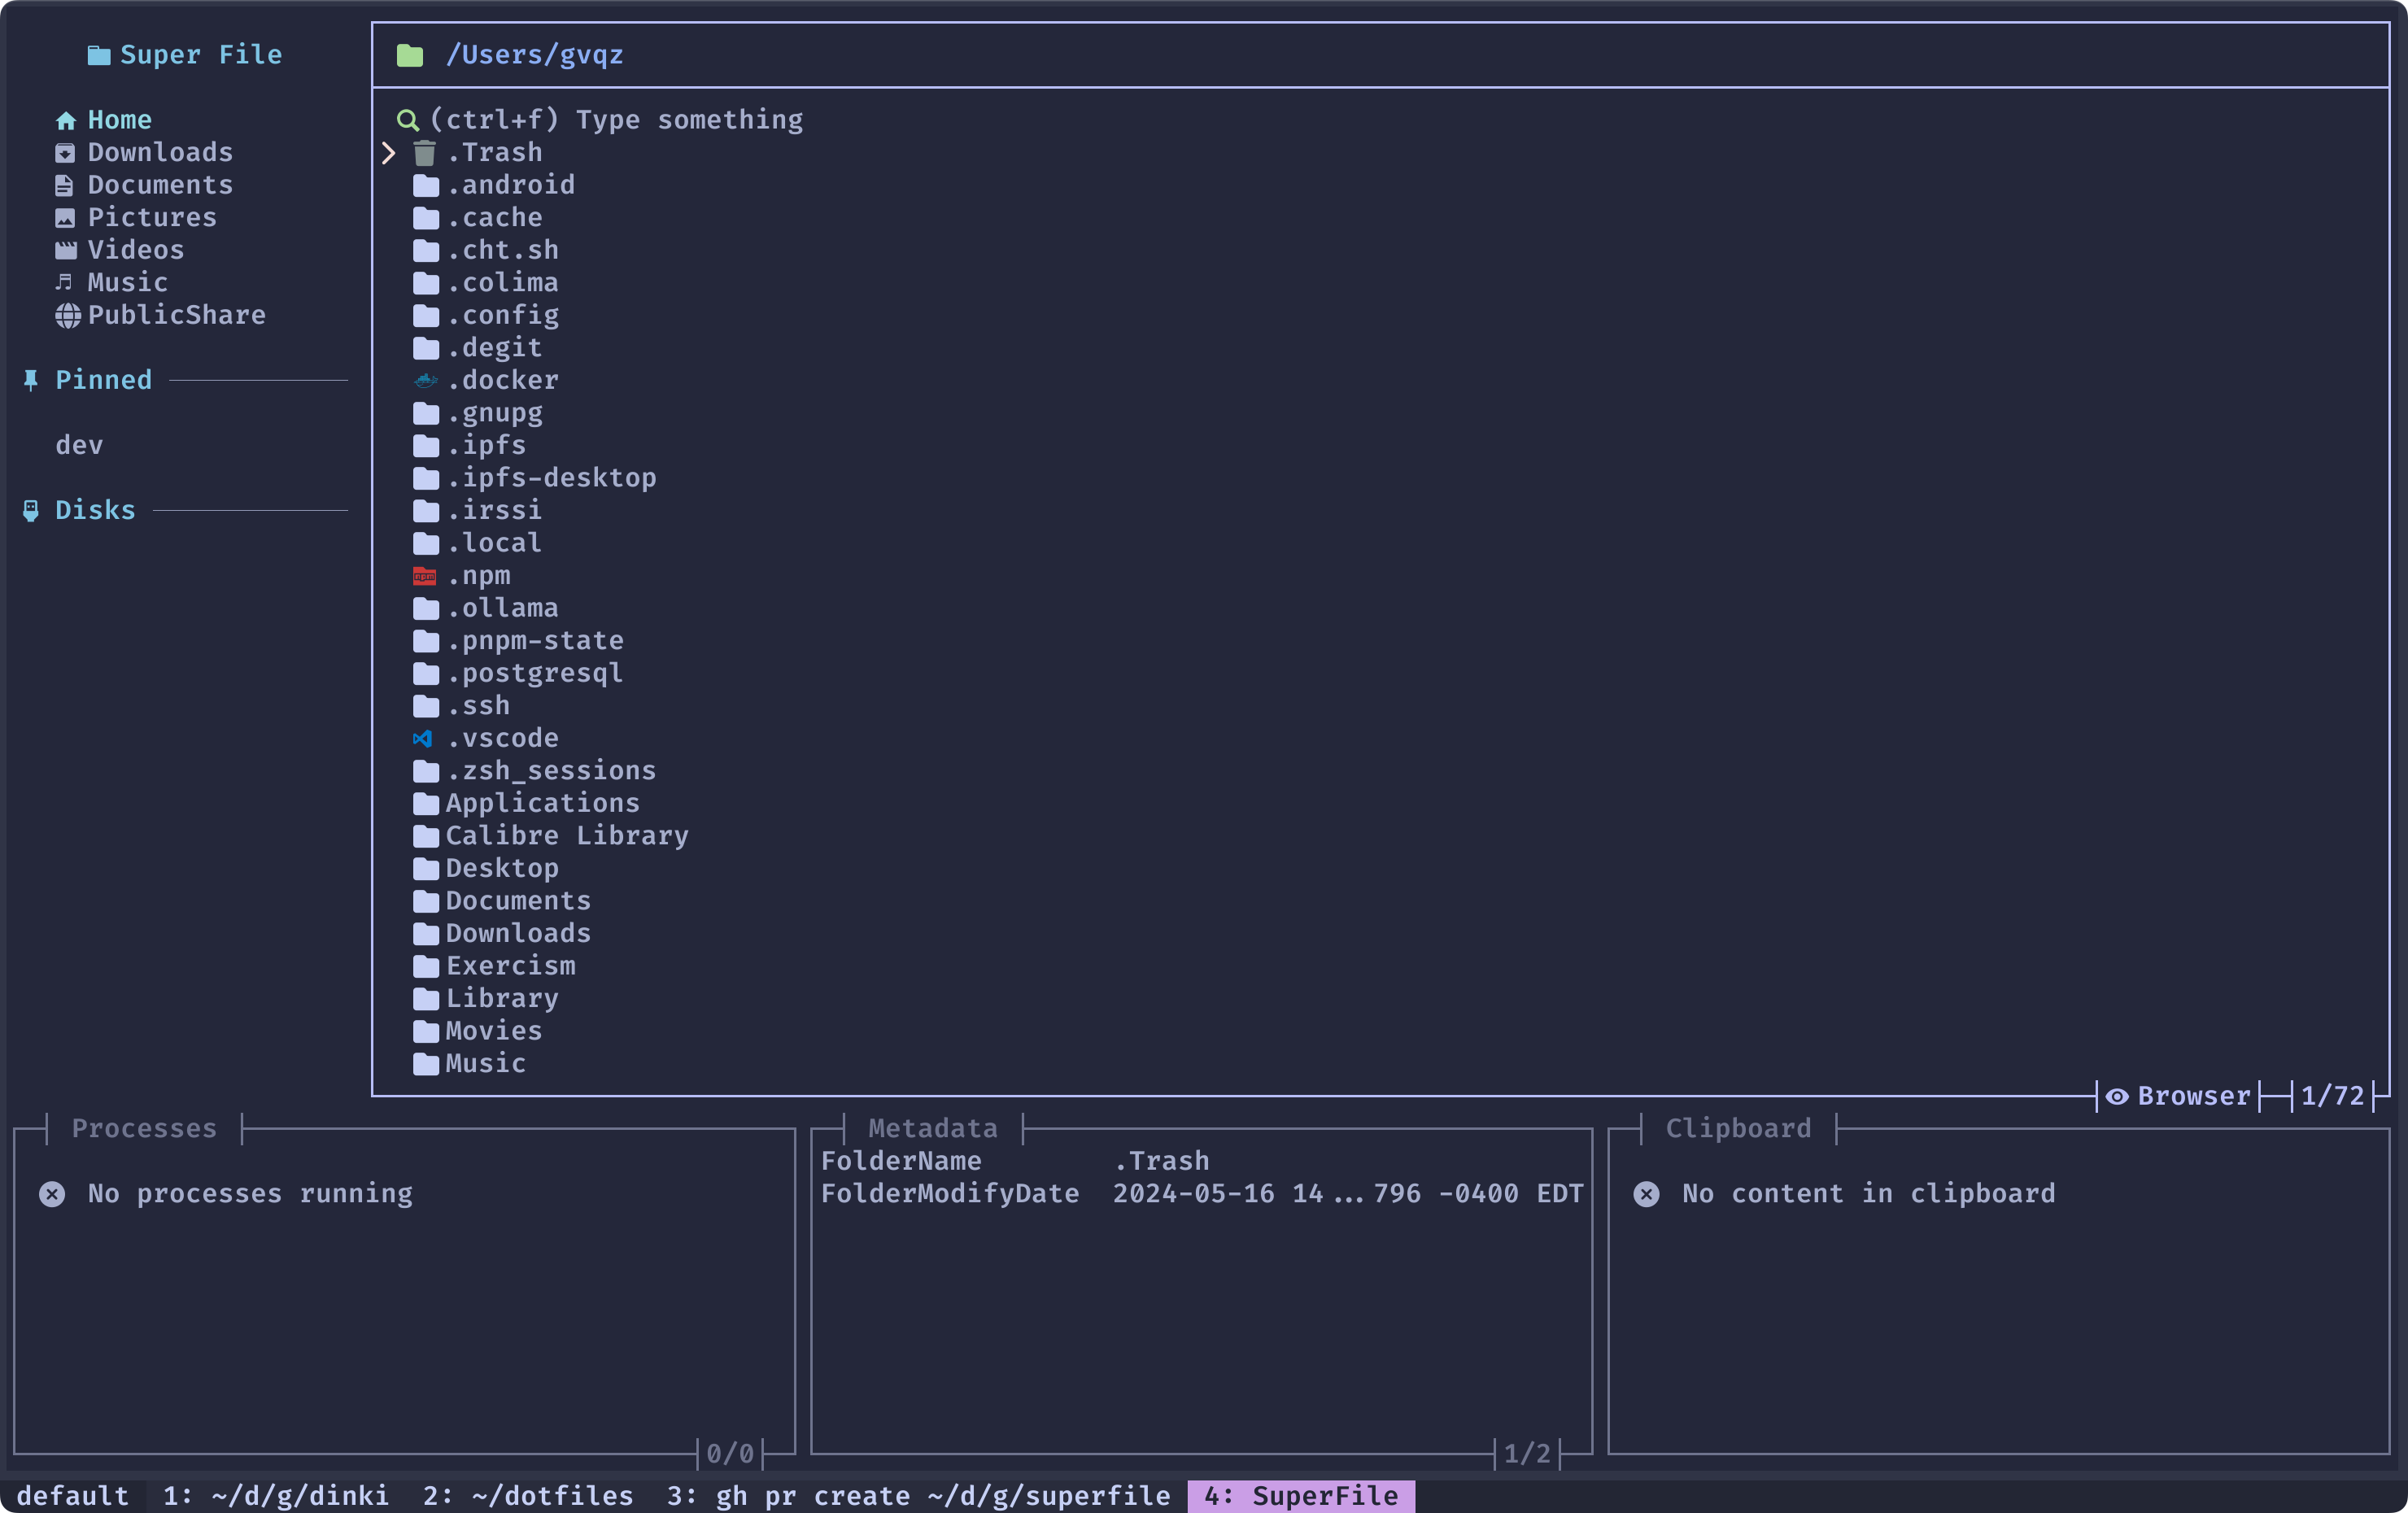 Super File
Home
Downloads
Documents
Pictures
Videos
Music
PublicShare
Pinned
dev
Disks
/Users/gvqz
(ctrl+f) Type something
.Trash
.android
.cache
.cht.sh
.colima
.config
.degit
.docker
.gnupg
.ipfs
.ipfs-desktop
.irssi
.local
npm .npm
.ollama
.pnpm-state
.postgresql
.ssh
.vscode
.zsh_sessions
Applications
Calibre Library
Desktop
Documents
Downloads
Exercism
Library
Movies
Music
Browser 1/72
Processes
No processes running
0/0
Metadata
FolderName .Trash
FolderModifyDate 2024-05-16 14...796 -0400 EDT
1/2
Clipboard
No content in clipboard
default 1: ~/d/g/dinki 2: ~/dotfiles 3: gh pr create ~/d/g/superfile 4: SuperFile